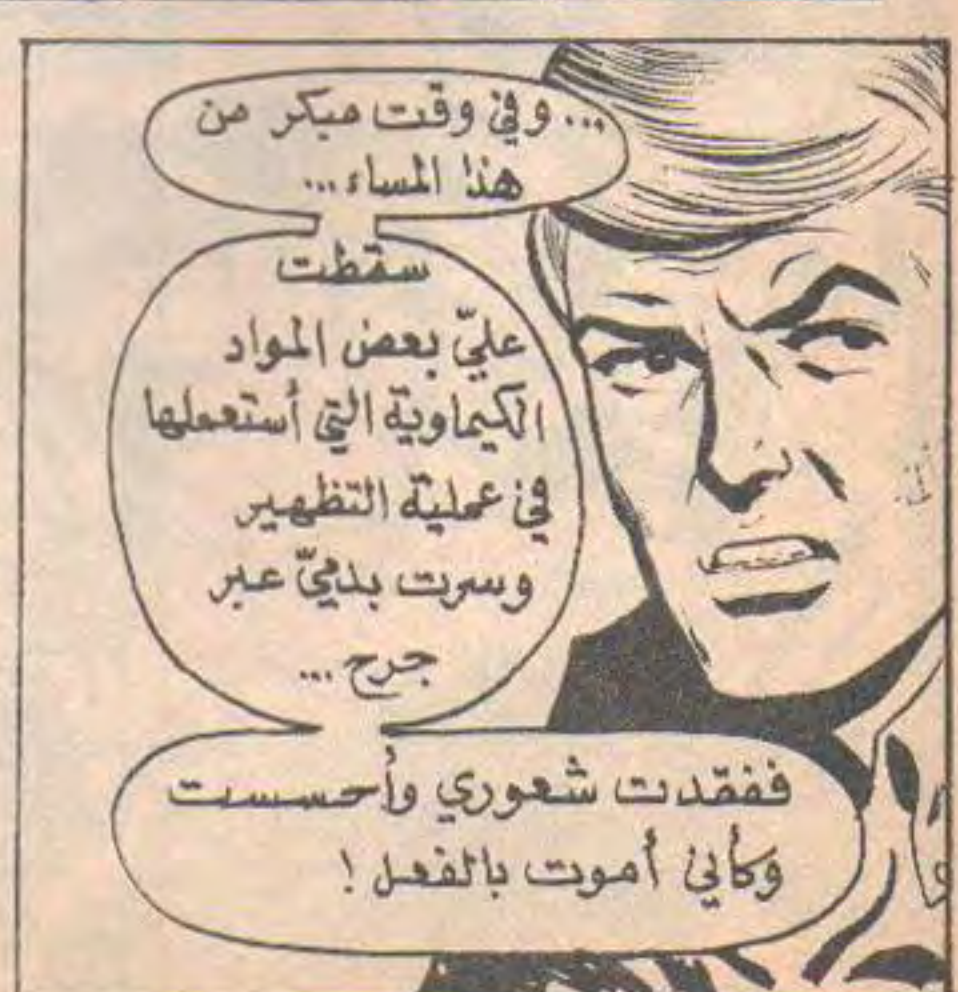 ... وفي وقت مبكر من
هذا المساء ...
سقطت
عليّ بعض المواد
الكيماوية التي أستعملها
في عملية التظهير
وسرت بدميّ عبر
جرح ...
ففقدت شعوري وأحسست
وكأني أموت بالفعل !